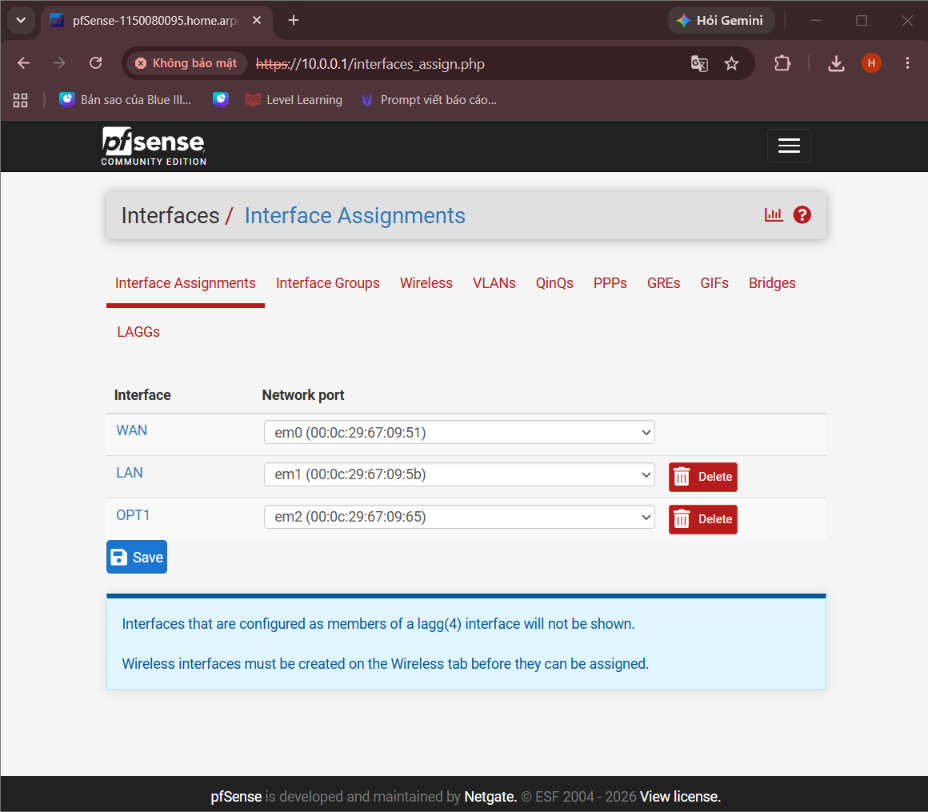 pfSense-1150080095.home.arpa
Hỏi Gemini
Không bảo mật
https://10.0.0.1/interfaces_assign.php
H
Bản sao của Blue Ill...
Level Learning
Prompt viết báo cáo...
pfsense
COMMUNITY EDITION
Interfaces / Interface Assignments
Interface Assignments Interface Groups Wireless VLANs QinQs PPPs GREs GIFs Bridges
LAGGs
Interface Network port
WAN em0 (00:0c:29:67:09:51)
LAN em1 (00:0c:29:67:09:5b) Delete
OPT1 em2 (00:0c:29:67:09:65) Delete
Save
Interfaces that are configured as members of a lagg(4) interface will not be shown.
Wireless interfaces must be created on the Wireless tab before they can be assigned.
pfSense is developed and maintained by Netgate. © ESF 2004 - 2026 View license.